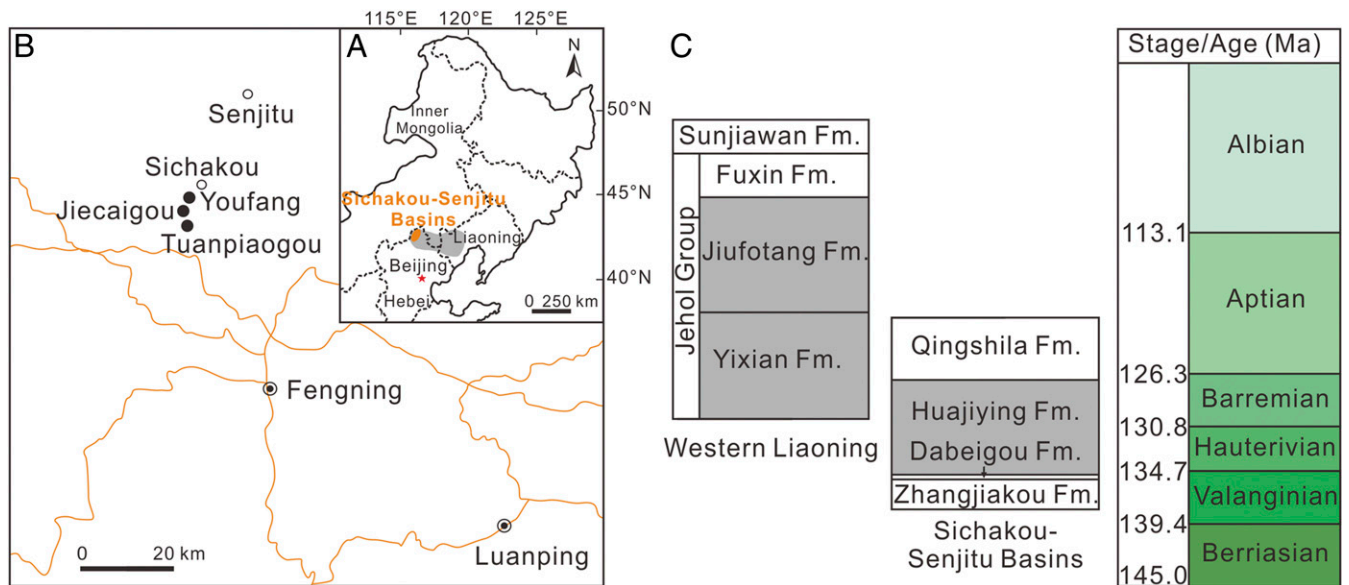 B
Senjitu
Sichakou
Youfang
Jiecaigou
Tuanpiaogou
Fengning
Luanping
0 20 km
115°E 120°E 125°E
A
N
50°N
45°N
40°N
Inner
Mongolia
Sichakou-Senjitu
Basins
Liaoning
Beijing
Hebei
0 250 km
C
Sunjiawan Fm.
Jehol Group
Fuxin Fm.
Jiufotang Fm.
Yixian Fm.
Western Liaoning
Qingshila Fm.
Huajiying Fm.
Dabeigou Fm.
Zhangjiakou Fm.
Sichakou-
Senjitu Basins
Stage/Age (Ma)
Albian
113.1
Aptian
126.3
Barremian
130.8
Hauterivian
134.7
Valanginian
139.4
Berriasian
145.0